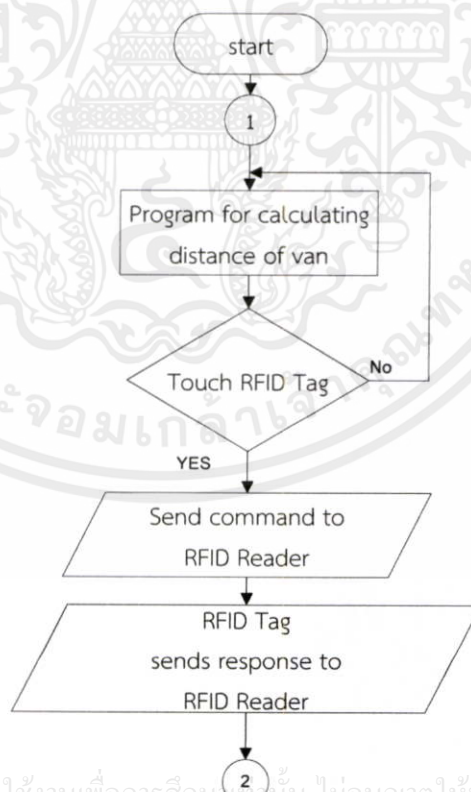 start
1
Program for calculating
distance of van
Touch RFID Tag
No
YES
Send command to
RFID Reader
RFID Tag
sends response to
RFID Reader
2